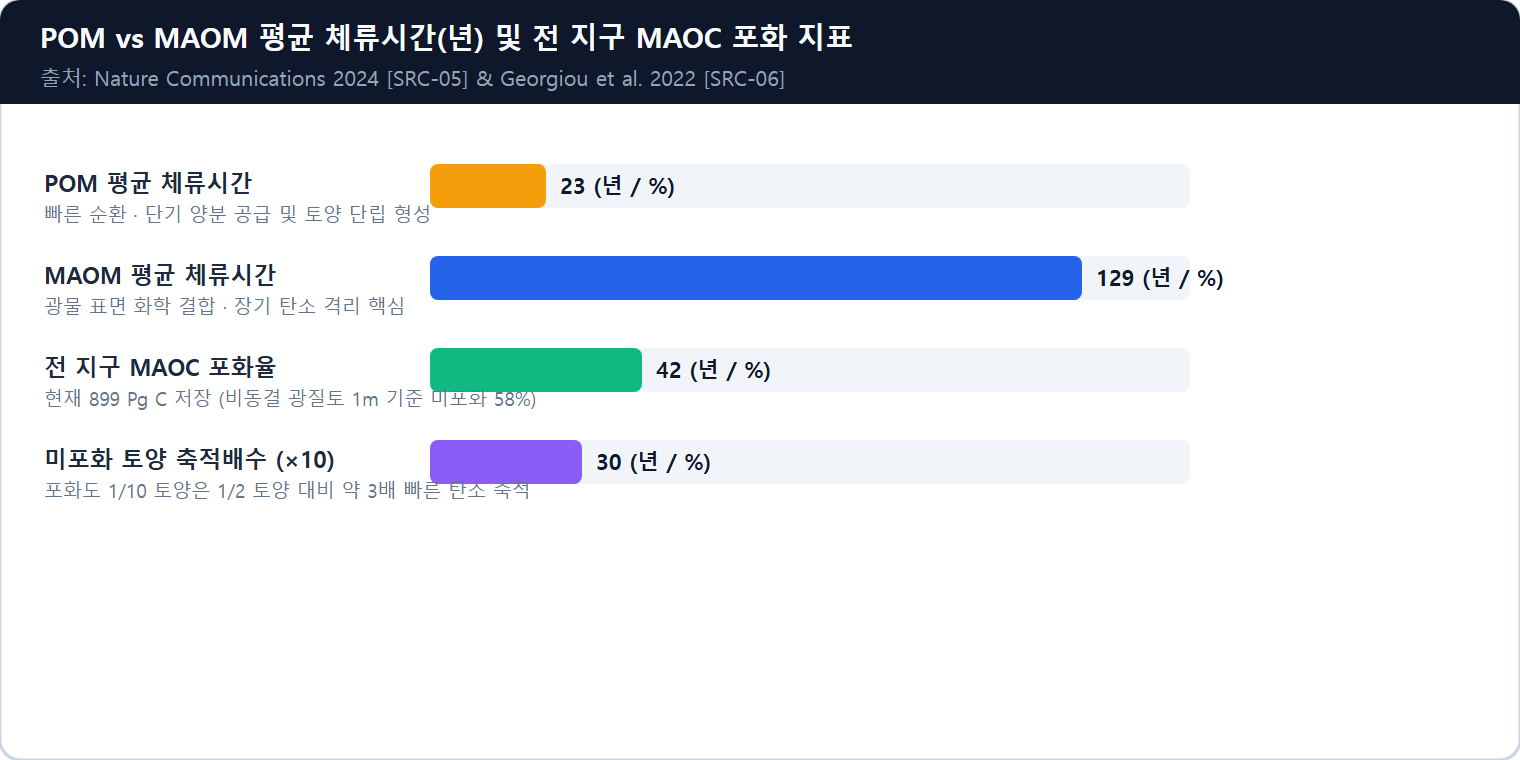 POM vs MAOM 평균 체류시간(년) 및 전 지구 MAOC 포화 지표
출처: Nature Communications 2024 [SRC-05] & Georgiou et al. 2022 [SRC-06]
POM 평균 체류시간
23 (년 / %)
빠른 순환 · 단기 양분 공급 및 토양 단립 형성
MAOM 평균 체류시간
129 (년 / %)
광물 표면 화학 결합 · 장기 탄소 격리 핵심
전 지구 MAOC 포화율
42 (년 / %)
현재 899 Pg C 저장 (비동결 광질토 1m 기준 미포화 58%)
미포화 토양 축적배수 (×10)
30 (년 / %)
포화도 1/10 토양은 1/2 토양 대비 약 3배 빠른 탄소 축적